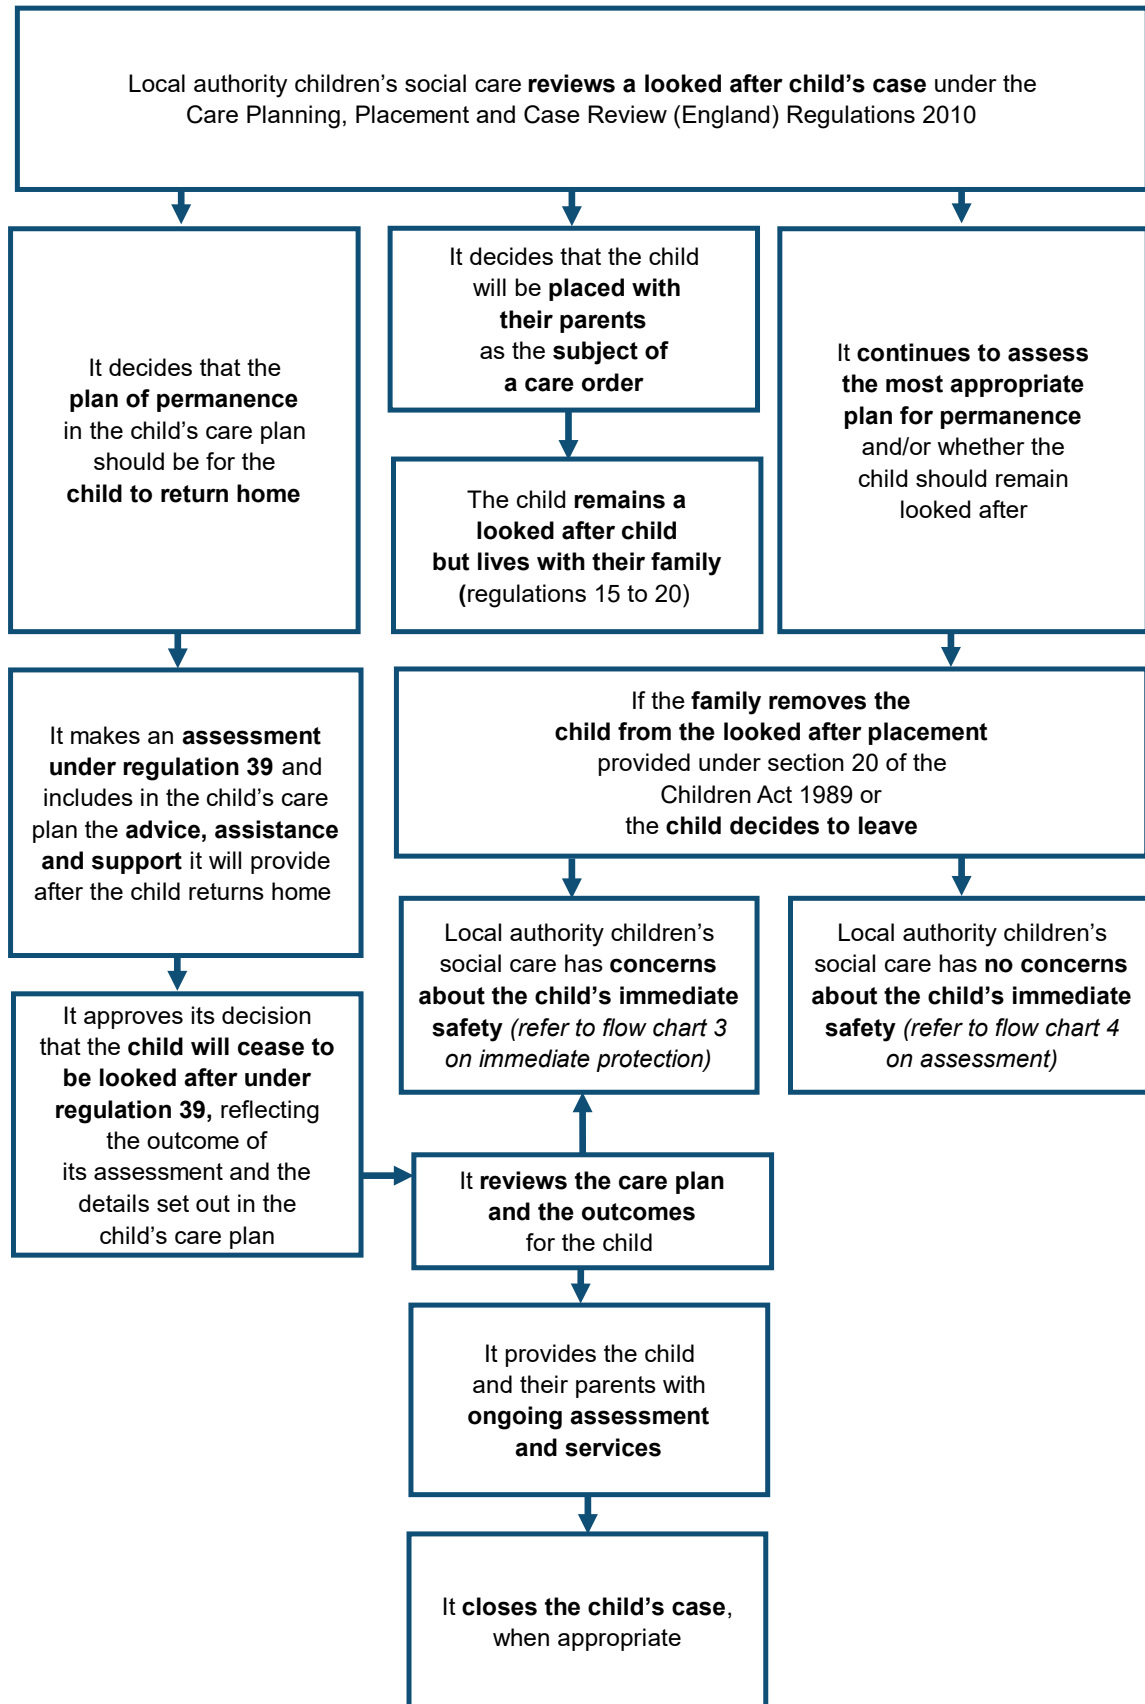 Local authority children’s social care reviews a looked after child’s case under the
Care Planning, Placement and Case Review (England) Regulations 2010
It decides that the
plan of permanence
in the child’s care plan
should be for the
child to return home
It decides that the child
will be placed with
their parents
as the subject of
a care order
The child remains a
looked after child
but lives with their family
(regulations 15 to 20)
It continues to assess
the most appropriate
plan for permanence
and/or whether the
child should remain
looked after
It makes an assessment
under regulation 39 and
includes in the child’s care
plan the advice, assistance
and support it will provide
after the child returns home
If the family removes the
child from the looked after placement
provided under section 20 of the
Children Act 1989 or
the child decides to leave
Local authority children’s
social care has concerns
about the child’s immediate
safety (refer to flow chart 3
on immediate protection)
Local authority children’s
social care has no concerns
about the child’s immediate
safety (refer to flow chart 4
on assessment)
It approves its decision
that the child will cease to
be looked after under
regulation 39, reflecting
the outcome of
its assessment and the
details set out in the
child’s care plan
It reviews the care plan
and the outcomes
for the child
It provides the child
and their parents with
ongoing assessment
and services
It closes the child’s case,
when appropriate